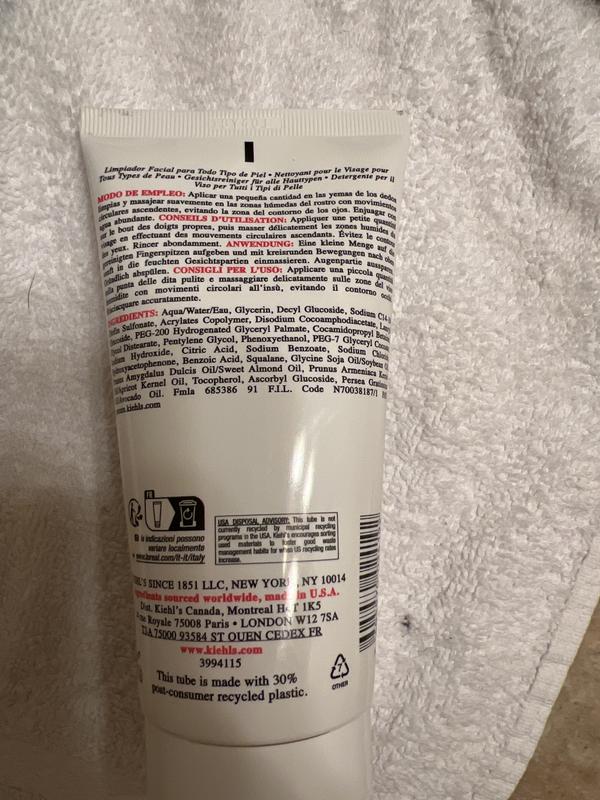 Limpiador Facial para Todo Tipo de Piel • Nettoyant pour le Visage pour
Tous Types de Peau • Gesichtsreiniger für alle Hauttypen • Detergente per il
Viso per Tutti i Tipi di Pelle
MODO DE EMPLEO: Aplicar una pequeña cantidad en las yemas de los dedos
limpias y masajear suavemente en las zonas húmedas del rostro con movimientos
circulares ascendentes, evitando la zona del contorno de los ojos. Enjuagar con
agua abundante. CONSEILS D'UTILISATION: Appliquer une petite quantité
sur le bout des doigts propres, puis masser délicatement les zones humides
visage en effectuant des mouvements circulaires ascendants. Évitez le contour
des yeux. Rincer abondamment. ANWENDUNG: Eine kleine Menge auf
gereinigten Fingerspitzen aufgeben und mit kreisrunden Bewegungen nach oben
sanft in die feuchten Gesichtspartien einmassieren. Augenpartie aussparen
Gründlich abspülen. CONSIGLI PER L'USO: Applicare una piccola quantità
sulla punta delle dita pulite e massaggiare delicatamente sulle zone del viso
umidite con movimenti circolari all'insù, evitando il contorno occhi
Risciacquare accuratamente.
INGREDIENTS: Aqua/Water/Eau, Glycerin, Decyl Glucoside, Sodium
Olefin Sulfonate, Acrylates Copolymer, Disodium Cocoamphodiacetate,
PEG-200 Hydrogenated Glyceryl Palmate, Cocamidopropyl
Distearate, Pentylene Glycol, Phenoxyethanol, PEG-7 Glyceryl
Hydroxide, Citric Acid, Sodium Benzoate, Sodium Chloride
Hydroxyacetophenone, Benzoic Acid, Squalane, Glycine Soja Oil/Soybean
Prunus Amygdalus Dulcis Oil/Sweet Almond Oil, Prunus Armeniaca Kernel
Oil/Apricot Kernel Oil, Tocopherol, Ascorbyl Glucoside, Persea Gratissima
Oil/Avocado Oil. Fmla 685386 91 F.I.L. Code N70038187/1
www.kiehls.com
FR
le indicazioni possono
variare localmente
www.loreal.com/it-it/italy
USA DISPOSAL ADVISORY: This tube is not
currently recycled by municipal recycling
programs in the USA. Kiehl's encourages sorting
used materials to foster good waste
management habits for when US recycling rates
increase.
KIEHL'S SINCE 1851 LLC, NEW YORK, NY 10014
Ingredients sourced worldwide, made in U.S.A.
Dist. Kiehl's Canada, Montreal H4T 1K5
Royale 75008 Paris • LONDON W12 7SA
TSA 75000 93584 ST OUEN CEDEX FR
www.kiehls.com
3994115
This tube is made with 30%
post-consumer recycled plastic.
7
OTHER